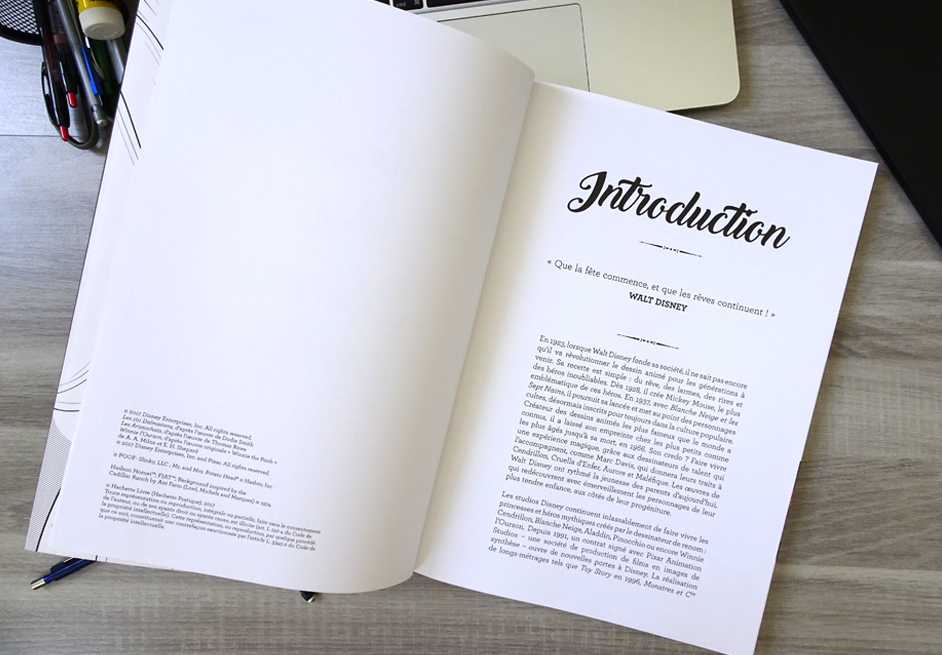 © 2017 Disney Enterprises, Inc. All rights reserved.
Les 101 Dalmatiens, d'après l'œuvre de Dodie Smith.
Les Aristochats, d'après l'œuvre de Thomas Rowe
Winnie l'Ourson, d'après l'œuvre originale « Winnie the Pooh »
de A. A. Milne et E. H. Shepard.
© 2017 Disney Enterprises, Inc. and Pixar. All rights reserved.
© POOF- Slinky, LLC ; Mr. and Mrs. Potato Head® © Hasbro, Inc
Hudson Hornet™; FIAT™; Background inspired by the
Cadillac Ranch by Ant Farm (Lord, Michels and Marquez) © 1974.
© Hachette Livre (Hachette Pratique), 2017
Toute représentation ou reproduction, intégrale ou partielle, faite sans le consentement
de l'auteur, ou de ses ayants droit ou ayants cause, est illicite (art. L 122-4 du Code de
la propriété intellectuelle). Cette représentation ou reproduction, par quelque procédé
que ce soit, constituerait une contrefaçon sanctionnée par l'article L. 3362-2 du Code de
la propriété intellectuelle.
Introduction
« Que la fête commence, et que les rêves continuent ! »
WALT DISNEY
En 1923, lorsque Walt Disney fonde sa société, il ne sait pas encore
qu'il va révolutionner le dessin animé pour les générations à
venir. Sa recette est simple : du rêve, des larmes, des rires et
des héros inoubliables. Dès 1928, il crée Mickey Mouse, le plus
emblématique de ces héros. En 1937, avec Blanche Neige et les
Sept Nains, il poursuit sa lancée et met au point des personnages
cultes, désormais inscrits pour toujours dans la culture populaire.
Créateur des dessins animés les plus fameux que le monde a
connus, il a laissé son empreinte chez les plus petits comme
les plus âgés jusqu'à sa mort, en 1966. Son credo ? Faire vivre
une expérience magique, grâce aux dessinateurs de talent qui
l'accompagnent, comme Marc Davis, qui donnera leurs traits à
Cendrillon, Cruella d'Enfer, Aurore et Maléfique. Les œuvres de
Walt Disney ont rythmé la jeunesse des parents d'aujourd'hui,
qui redécouvrent avec émerveillement les personnages de leur
plus tendre enfance, aux côtés de leur progéniture.
Les studios Disney continuent inlassablement de faire vivre les
princesses et héros mythiques créés par le dessinateur de renom :
Cendrillon, Blanche Neige, Aladdin, Pinocchio ou encore Winnie
l'Ourson. Depuis 1991, un contrat signé avec Pixar Animation
Studios – une société de production de films en images de
synthèse – ouvre de nouvelles portes à Disney. La réalisation
de longs-métrages tels que Toy Story en 1996, Monstres et Cie